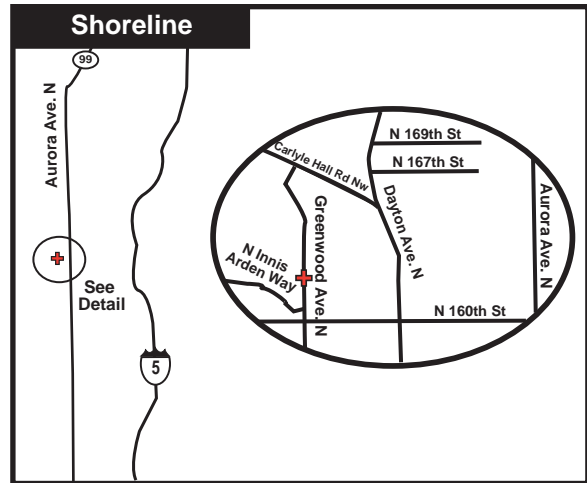 Shoreline
99
Aurora Ave. N
See
Detail
5
N 169th St
Carlyle Hall Rd Nw
N 167th St
Dayton Ave. N
Aurora Ave. N
Greenwood Ave. N
N Innis
Arden Way
N 160th St